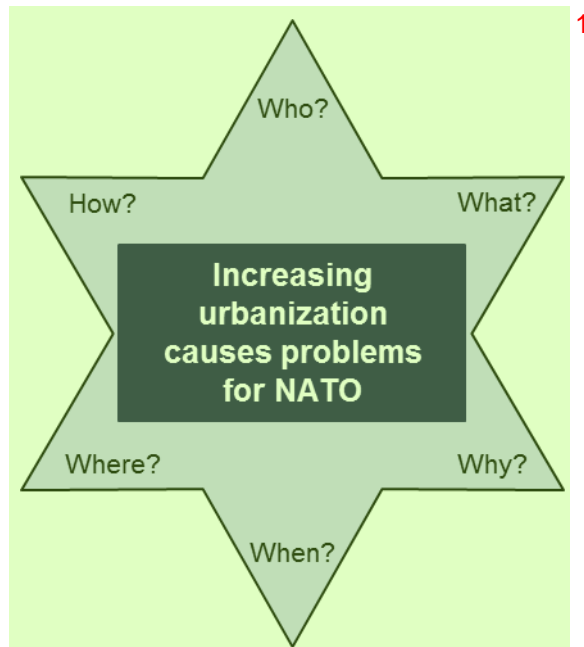 1
Who?
How?
What?
Increasing
urbanization
causes problems
for NATO
Where?
Why?
When?